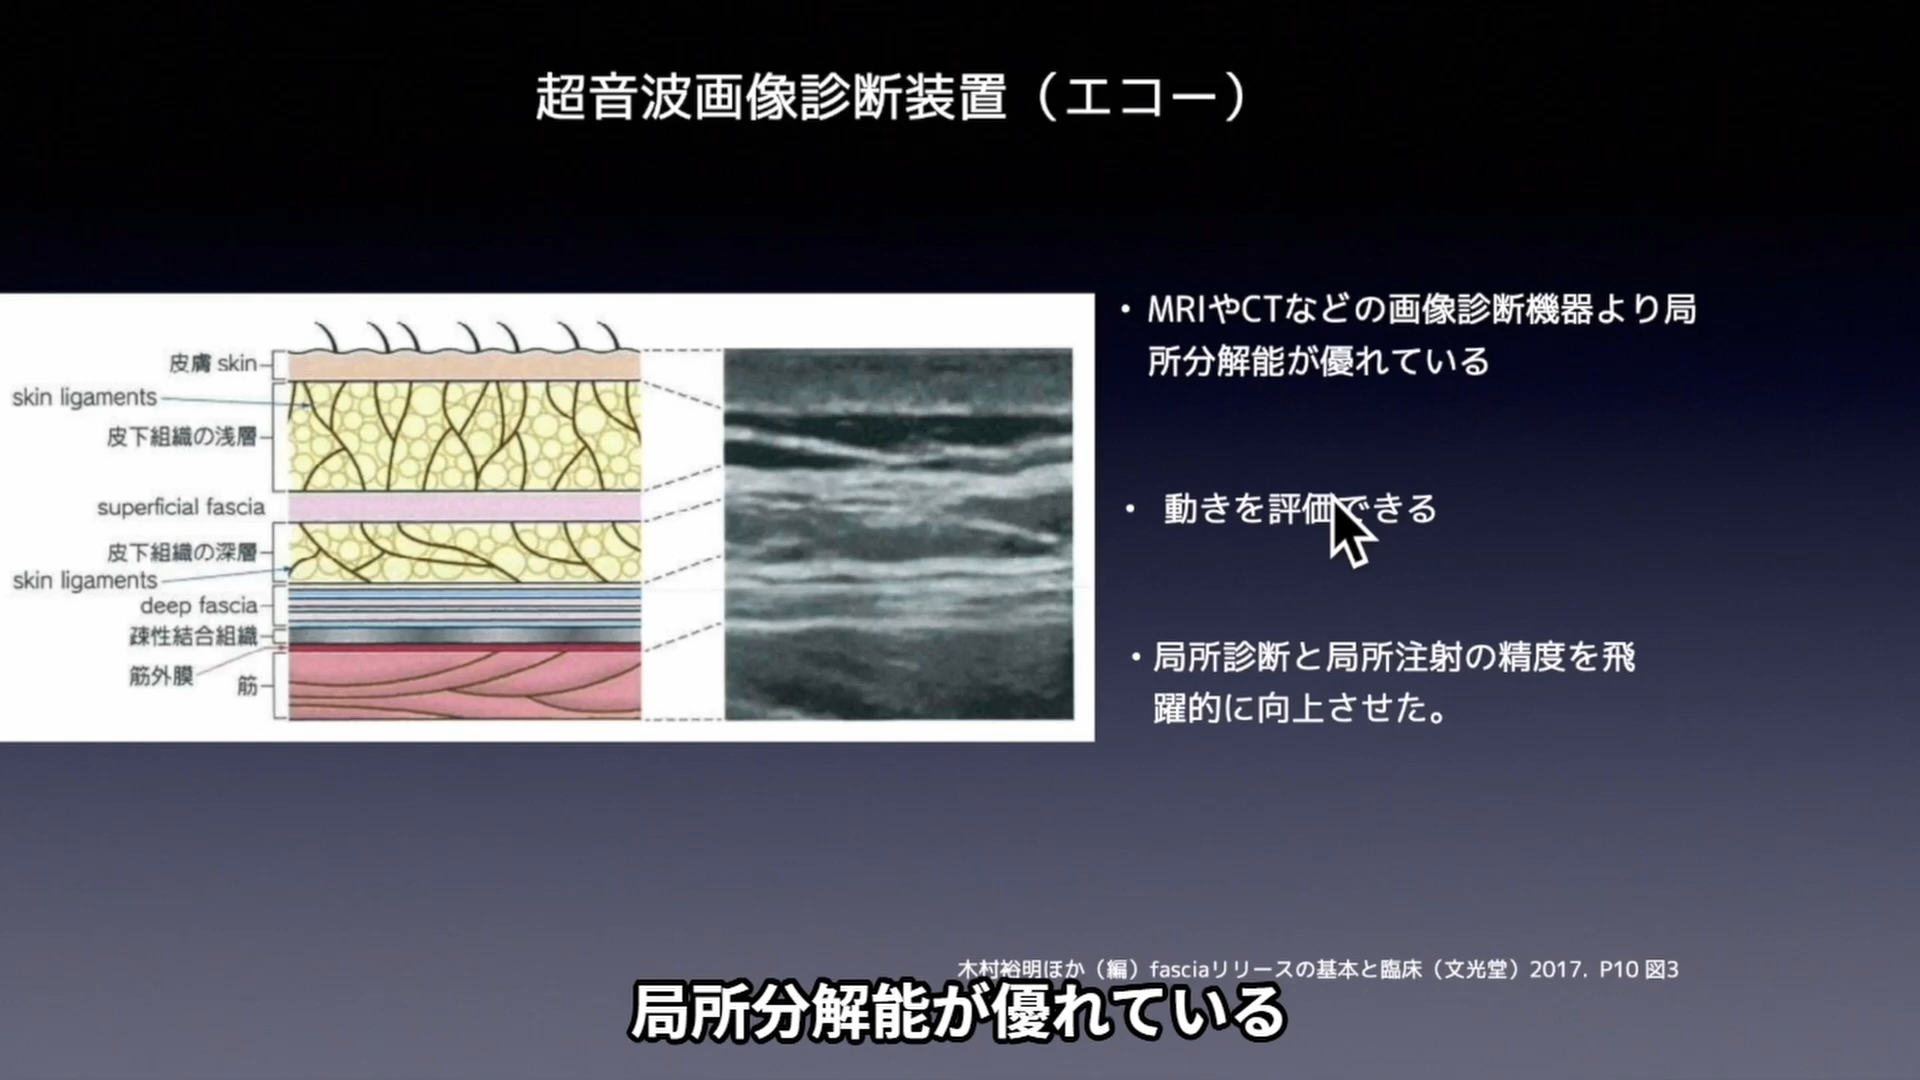 超音波画像診断装置（エコー）
皮膚 skin
skin ligaments
皮下組織の浅層
superficial fascia
皮下組織の深層
skin ligaments
deep fascia
疎性結合組織
筋外膜
筋
・MRIやCTなどの画像診断機器より局
所分解能が優れている
・ 動きを評価できる
・局所診断と局所注射の精度を飛
躍的に向上させた。
木村裕明ほか（編）fasciaリリースの基本と臨床（文光堂）2017. P10 図3
局所分解能が優れている